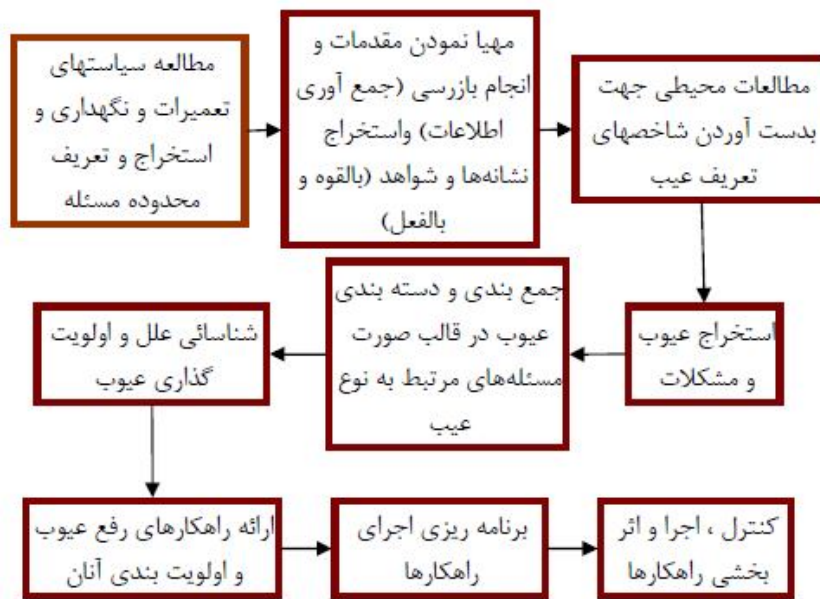 مطالعه سیاستهای
تعمیرات و نگهداری و
استخراج و تعریف
محدوده مسئله
مهیا نمودن مقدمات و
انجام بازرسی (جمع آوری
اطلاعات) واستخراج
نشانه‌ها و شواهد (بالقوه و
بالفعل)
مطالعات محیطی جهت
بدست آوردن شاخصهای
تعریف عیب
استخراج عیوب
و مشکلات
جمع بندی و دسته بندی
عیوب در قالب صورت
مسئله‌های مرتبط به نوع
عیب
شناسائی علل و اولویت
گذاری عیوب
ارائه راهکارهای رفع عیوب
و اولویت بندی آنان
برنامه ریزی اجرای
راهکارها
کنترل ، اجرا و اثر
بخشی راهکارها